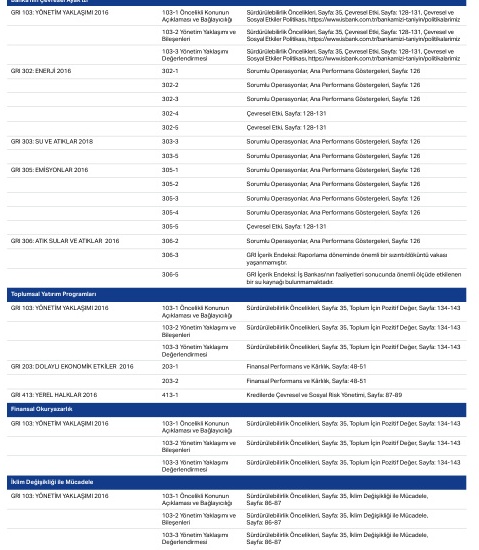 Banka'nın Çevresel Ayak İzi
GRI 103: YÖNETİM YAKLAŞIMI 2016 103-1 Öncelikli Konunun Sürdürülebilirlik Öncelikleri, Sayfa: 35, Çevresel Etki, Sayfa: 128-131, Çevresel ve
Açıklaması ve Bağlayıcılığı Sosyal Etkiler Politikası, https://www.isbank.com.tr/bankamizi-taniyin/politikalarimiz
103-2 Yönetim Yaklaşımı ve Sürdürülebilirlik Öncelikleri, Sayfa: 35, Çevresel Etki, Sayfa: 128-131, Çevresel ve
Bileşenleri Sosyal Etkiler Politikası, https://www.isbank.com.tr/bankamizi-taniyin/politikalarimiz
103-3 Yönetim Yaklaşımı Sürdürülebilirlik Öncelikleri, Sayfa: 35, Çevresel Etki, Sayfa: 128-131, Çevresel ve
Değerlendirmesi Sosyal Etkiler Politikası, https://www.isbank.com.tr/bankamizi-taniyin/politikalarimiz
GRI 302: ENERJİ 2016 302-1 Sorumlu Operasyonlar, Ana Performans Göstergeleri, Sayfa: 126
302-2 Sorumlu Operasyonlar, Ana Performans Göstergeleri, Sayfa: 126
302-3 Sorumlu Operasyonlar, Ana Performans Göstergeleri, Sayfa: 126
302-4 Çevresel Etki, Sayfa: 128-131
302-5 Çevresel Etki, Sayfa: 128-131
GRI 303: SU VE ATIKLAR 2018 303-3 Sorumlu Operasyonlar, Ana Performans Göstergeleri, Sayfa: 126
303-5 Sorumlu Operasyonlar, Ana Performans Göstergeleri, Sayfa: 126
GRI 305: EMİSYONLAR 2016 305-1 Sorumlu Operasyonlar, Ana Performans Göstergeleri, Sayfa: 126
305-2 Sorumlu Operasyonlar, Ana Performans Göstergeleri, Sayfa: 126
305-3 Sorumlu Operasyonlar, Ana Performans Göstergeleri, Sayfa: 126
305-4 Sorumlu Operasyonlar, Ana Performans Göstergeleri, Sayfa: 126
305-5 Çevresel Etki, Sayfa: 128-131
GRI 306: ATIK SULAR VE ATIKLAR 2016 306-2 Sorumlu Operasyonlar, Ana Performans Göstergeleri, Sayfa: 126
306-3 GRI İçerik Endeksi: Raporlama döneminde önemli bir sızıntı/döküntü vakası
yaşanmamıştır.
306-5 GRI İçerik Endeksi: İş Bankası'nın faaliyetleri sonucunda önemli ölçüde etkilenen
bir su kaynağı bulunmamaktadır.
Toplumsal Yatırım Programları
GRI 103: YÖNETİM YAKLAŞIMI 2016 103-1 Öncelikli Konunun Sürdürülebilirlik Öncelikleri, Sayfa: 35, Toplum İçin Pozitif Değer, Sayfa: 134-143
Açıklaması ve Bağlayıcılığı
103-2 Yönetim Yaklaşımı ve Sürdürülebilirlik Öncelikleri, Sayfa: 35, Toplum İçin Pozitif Değer, Sayfa: 134-143
Bileşenleri
103-3 Yönetim Yaklaşımı Sürdürülebilirlik Öncelikleri, Sayfa: 35, Toplum İçin Pozitif Değer, Sayfa: 134-143
Değerlendirmesi
GRI 203: DOLAYLI EKONOMİK ETKİLER 2016 203-1 Finansal Performans ve Kârlılık, Sayfa: 48-51
203-2 Finansal Performans ve Kârlılık, Sayfa: 48-51
GRI 413: YEREL HALKLAR 2016 413-1 Kredilerde Çevresel ve Sosyal Risk Yönetimi, Sayfa: 87-89
Finansal Okuryazarlık
GRI 103: YÖNETİM YAKLAŞIMI 2016 103-1 Öncelikli Konunun Sürdürülebilirlik Öncelikleri, Sayfa: 35, Toplum İçin Pozitif Değer, Sayfa: 134-143
Açıklaması ve Bağlayıcılığı
103-2 Yönetim Yaklaşımı ve Sürdürülebilirlik Öncelikleri, Sayfa: 35, Toplum İçin Pozitif Değer, Sayfa: 134-143
Bileşenleri
103-3 Yönetim Yaklaşımı Sürdürülebilirlik Öncelikleri, Sayfa: 35, Toplum İçin Pozitif Değer, Sayfa: 134-143
Değerlendirmesi
İklim Değişikliği ile Mücadele
GRI 103: YÖNETİM YAKLAŞIMI 2016 103-1 Öncelikli Konunun Sürdürülebilirlik Öncelikleri, Sayfa: 35, İklim Değişikliği ile Mücadele,
Açıklaması ve Bağlayıcılığı Sayfa: 86-87
103-2 Yönetim Yaklaşımı ve Sürdürülebilirlik Öncelikleri, Sayfa: 35, İklim Değişikliği ile Mücadele,
Bileşenleri Sayfa: 86-87
103-3 Yönetim Yaklaşımı Sürdürülebilirlik Öncelikleri, Sayfa: 35, İklim Değişikliği ile Mücadele,
Değerlendirmesi Sayfa: 86-87